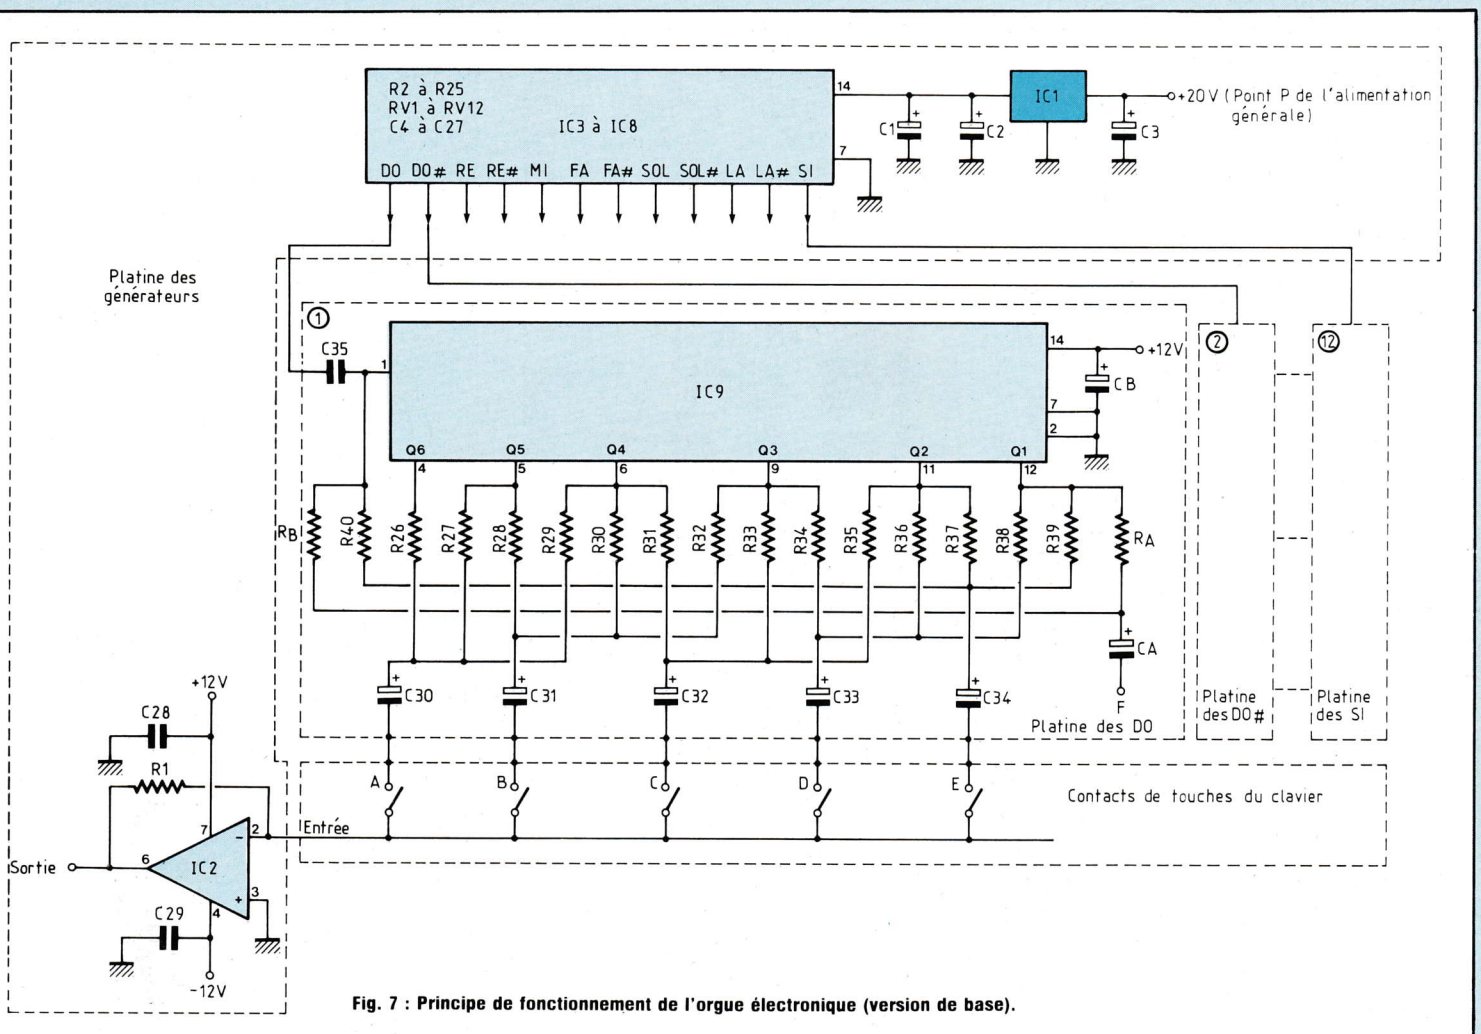 R2 à R25
RV1 à RV12
C4 à C27
IC3 à IC8
14
7
DO DO# RE RE# MI FA FA# SOL SOL# LA LA# SI
C1
+
C2
+
IC1
C3
+
+20V (Point P de l'alimentation
générale)
Platine des
générateurs
1
C35
1
IC9
14
+12V
+
CB
7
2
Q6 Q5 Q4 Q3 Q2 Q1
4 5 6 9 11 12
RB R40 R26 R27 R28 R29 R30 R31 R32 R33 R34 R35 R36 R37 R38 R39 RA
+
CA
F
+ C30
+ C31
+ C32
+ C33
+ C34
Platine des DO
2
Platine
des DO#
12
Platine
des SI
A B C D E
Contacts de touches du clavier
Entrée
+12V
C28
R1
7
2
-
6
IC2
+
3
4
Sortie
C29
-12V
Fig. 7 : Principe de fonctionnement de l'orgue électronique (version de base).